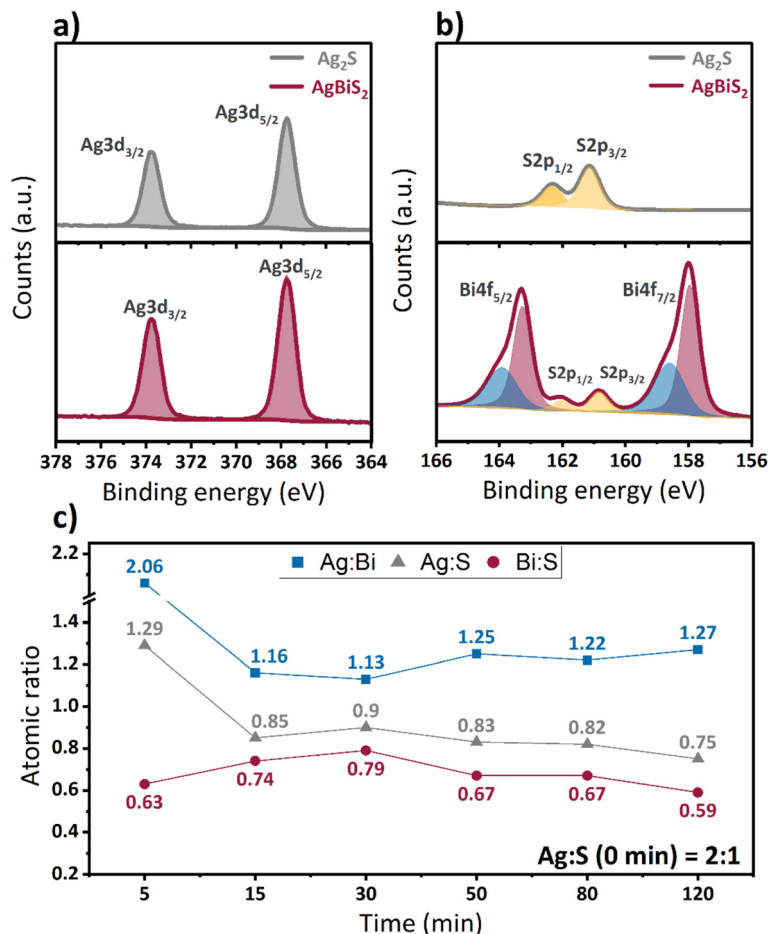 a)
Ag₂S
AgBiS₂
Ag3d₃/₂
Ag3d₅/₂
Ag3d₃/₂
Ag3d₅/₂
Counts (a.u.)
378 376 374 372 370 368 366 364
Binding energy (eV)
b)
Ag₂S
AgBiS₂
S2p₁/₂
S2p₃/₂
Bi4f₅/₂
Bi4f₇/₂
S2p₁/₂
S2p₃/₂
Counts (a.u.)
166 164 162 160 158 156
Binding energy (eV)
c)
Ag:Bi Ag:S Bi:S
2.2
1.4
1.2
1.0
0.8
0.6
0.4
0.2
Atomic ratio
2.06
1.16
1.13
1.25
1.22
1.27
1.29
0.85
0.9
0.83
0.82
0.75
0.63
0.74
0.79
0.67
0.67
0.59
Ag:S (0 min) = 2:1
5 15 30 50 80 120
Time (min)